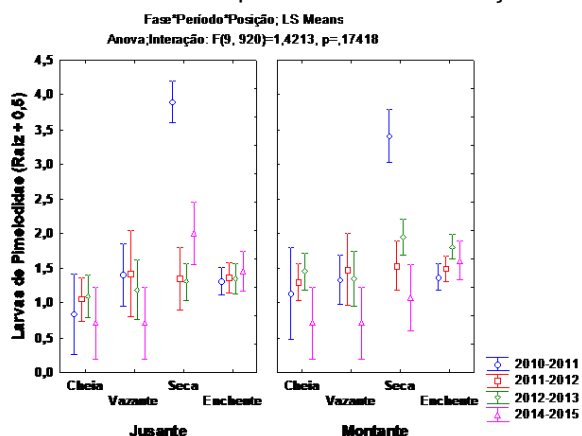 Fase*Período*Posição; LS Means
Anova;Interação: F(9, 920)=1,4213, p=,17418
Larvas de Pimelodidae (Raiz + 0,5)
4,5
4,0
3,5
3,0
2,5
2,0
1,5
1,0
0,5
0,0
Cheia Seca Cheia Seca
Vazante Enchente Vazante Enchente
Jusante Montante
2010-2011
2011-2012
2012-2013
2014-2015